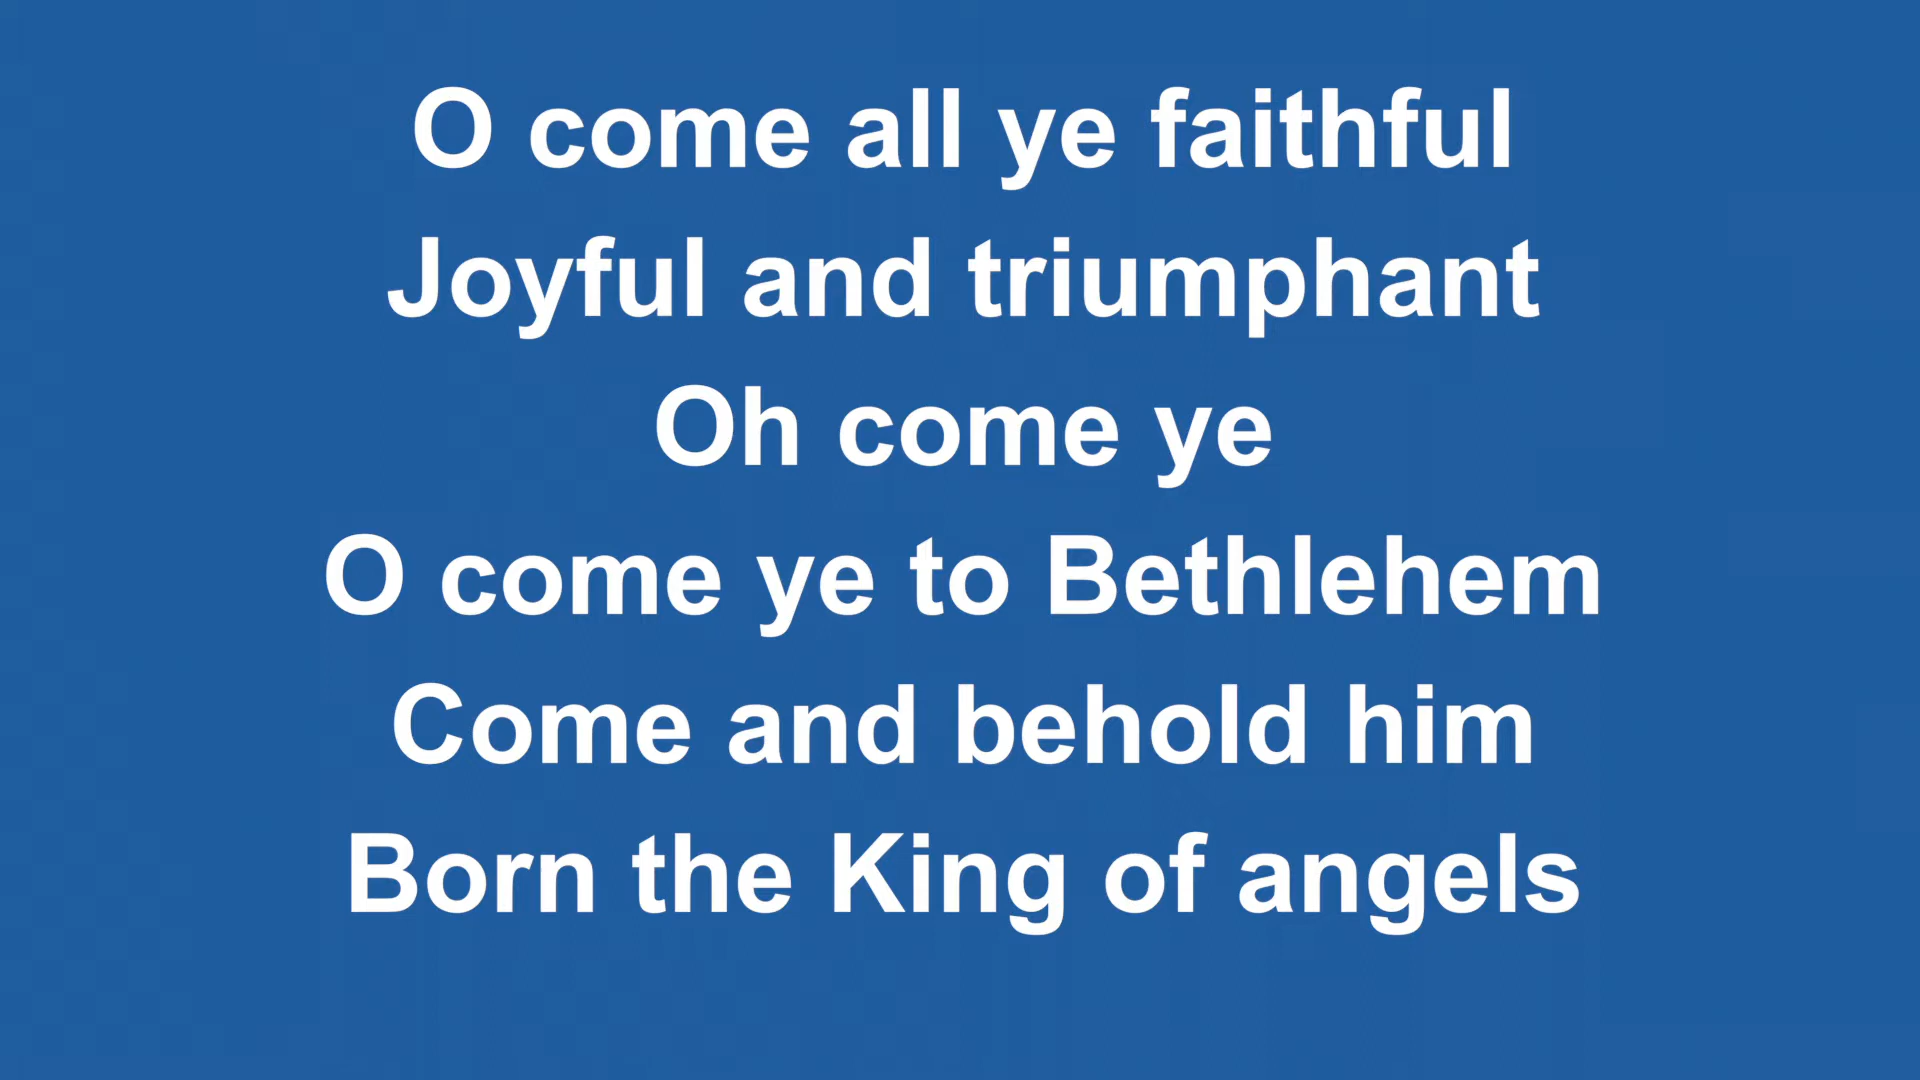 O come all ye faithful
Joyful and triumphant
Oh come ye
O come ye to Bethlehem
Come and behold him
Born the King of angels